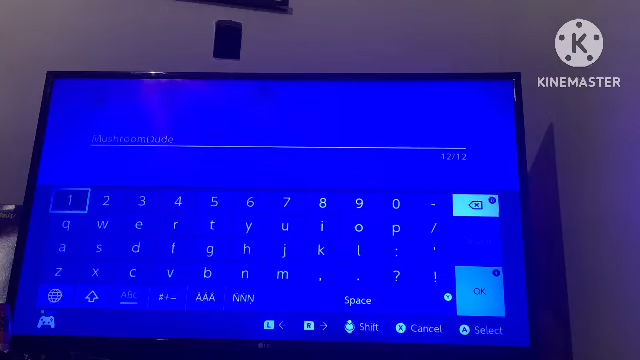 KINEMASTER
MushroomDude
12/12
1 2 3 4 5 6 7 8 9 0 -
q w e r t y u i o p /
a s d f g h j k l : '
z x c v b n m , . ? !
ABC #+= ÀÁÂ ÑÑÑ Space OK
L R Shift X Cancel A Select
LG